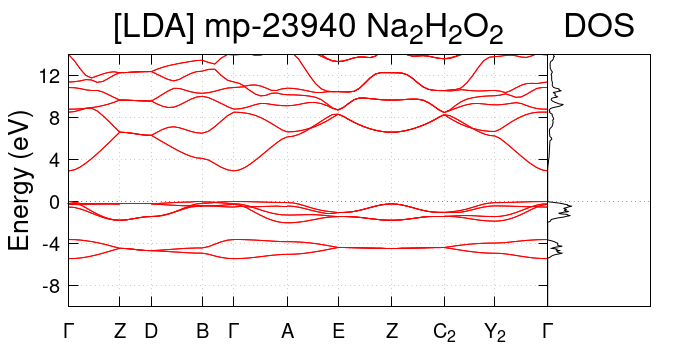 [LDA] mp-23940 Na₂H₂O₂ DOS
Energy (eV)
12
8
4
0
-4
-8
Γ Z D B Γ A E Z C₂ Y₂ Γ